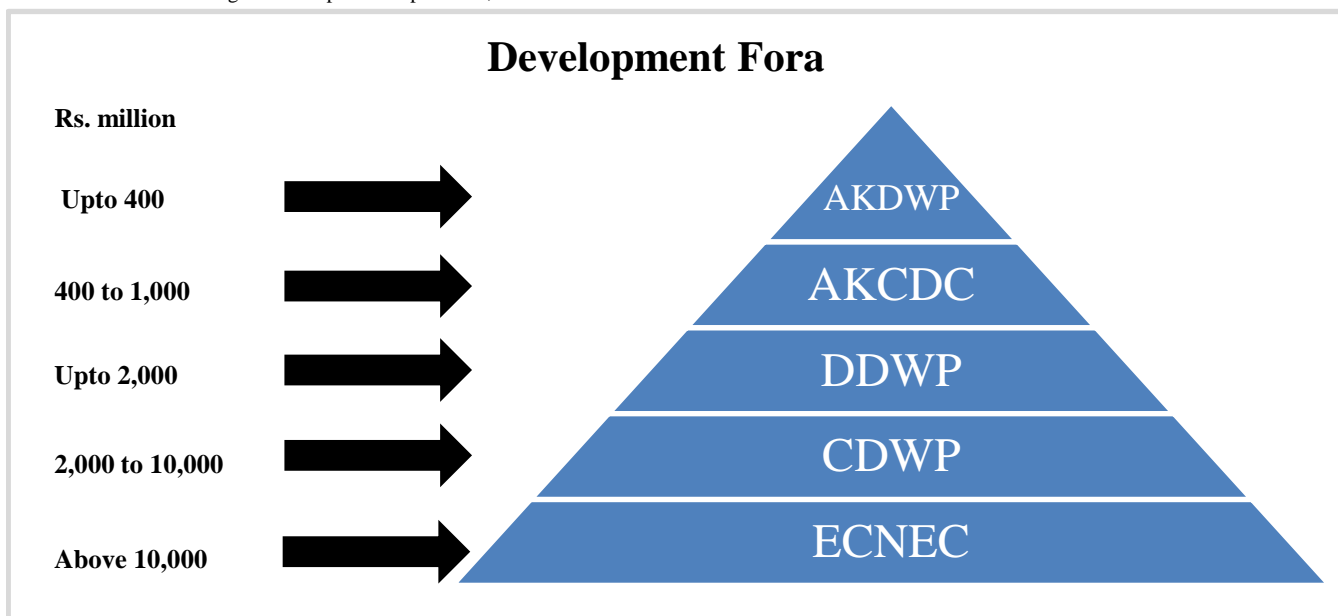 Development Fora
Rs. million
Upto 400
AKDWP
400 to 1,000
AKCDC
Upto 2,000
DDWP
2,000 to 10,000
CDWP
Above 10,000
ECNEC